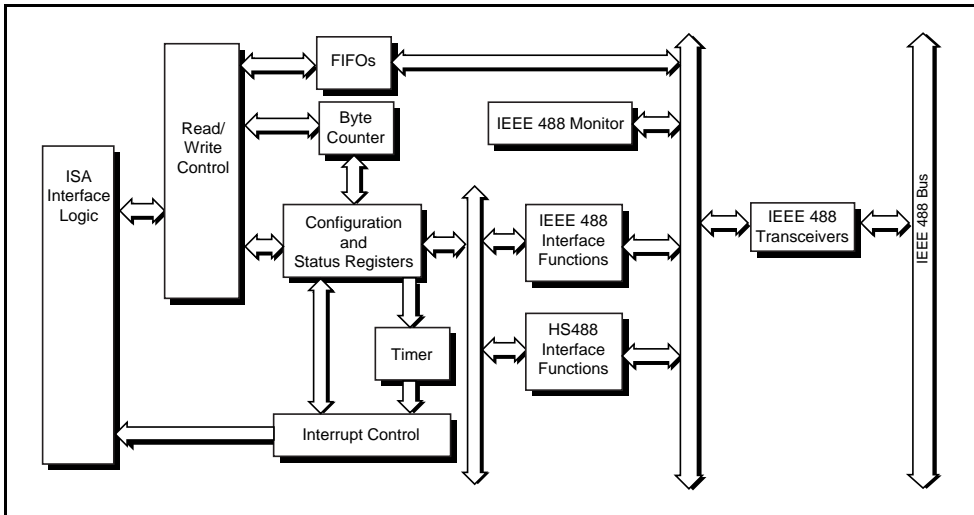 FIFOs
Read/
Write
Control
Byte
Counter
IEEE 488 Monitor
ISA
Interface
Logic
Configuration
and
Status Registers
IEEE 488
Interface
Functions
IEEE 488
Transceivers
IEEE 488 Bus
Timer
HS488
Interface
Functions
Interrupt Control